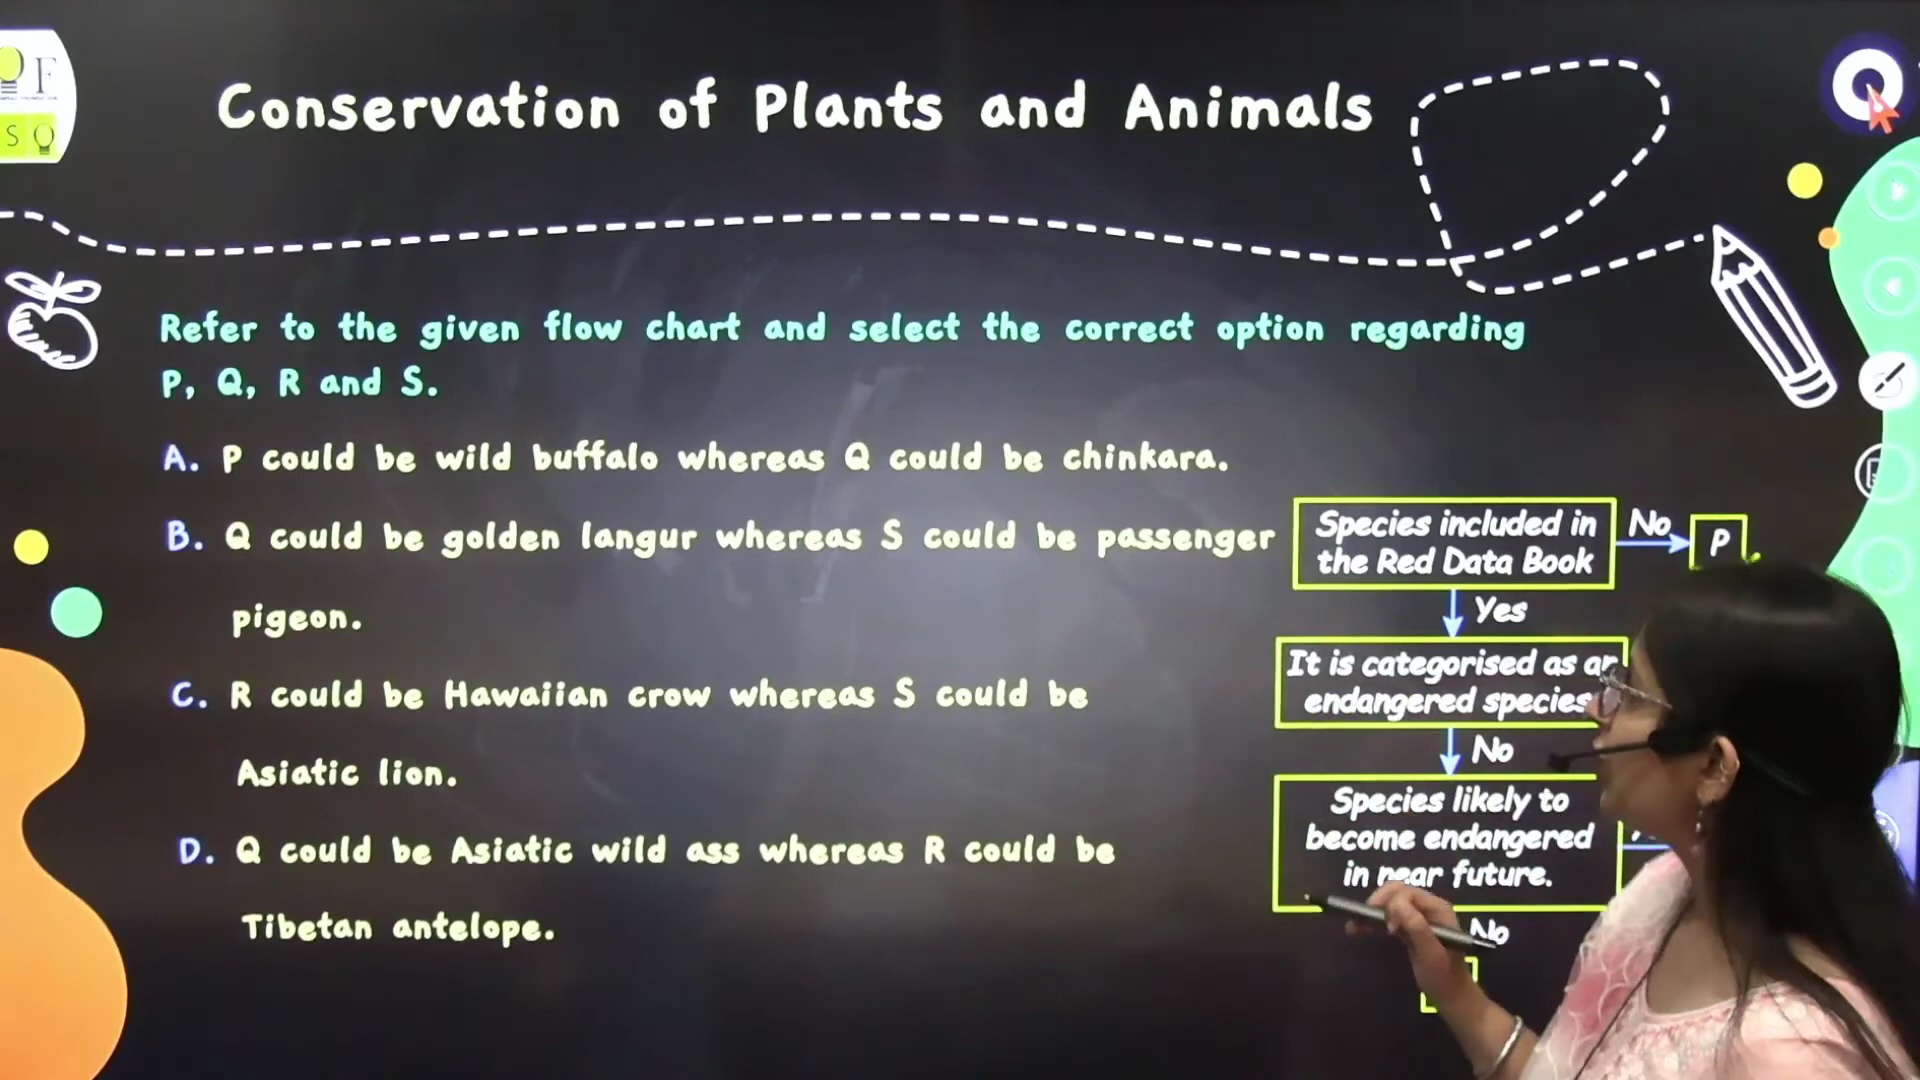 F
S O
Conservation of Plants and Animals
Refer to the given flow chart and select the correct option regarding
P, Q, R and S.
A. P could be wild buffalo whereas Q could be chinkara.
B. Q could be golden langur whereas S could be passenger
pigeon.
C. R could be Hawaiian crow whereas S could be
Asiatic lion.
D. Q could be Asiatic wild ass whereas R could be
Tibetan antelope.
Species included in
the Red Data Book
No
P
Yes
It is categorised as an
endangered species
No
Species likely to
become endangered
in near future.
No